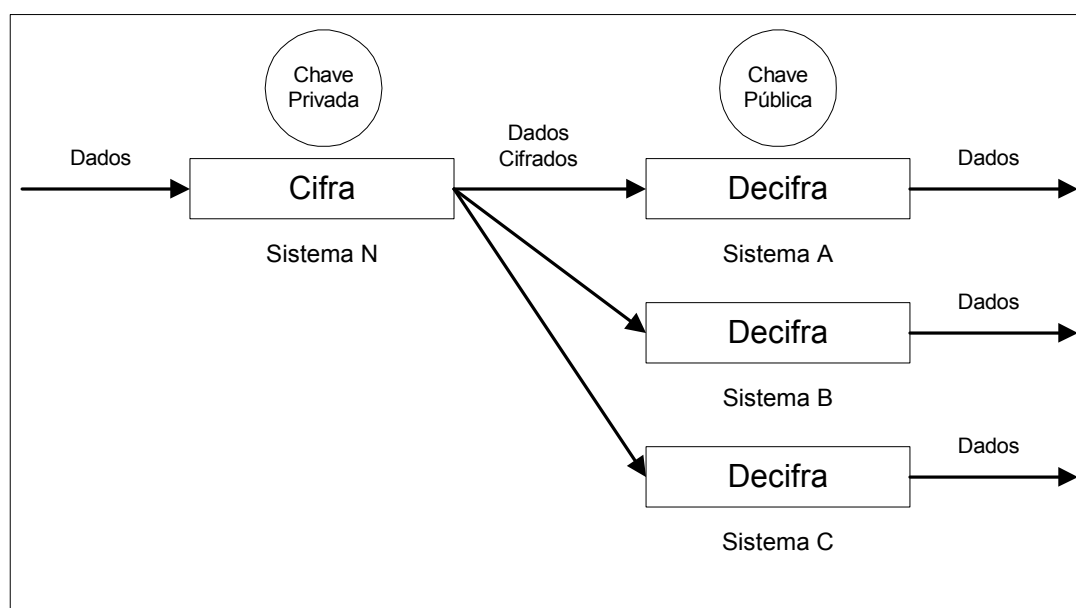 Chave
Privada
Chave
Pública
Dados
Dados
Cifrados
Dados
Cifra
Decifra
Sistema N
Sistema A
Dados
Decifra
Sistema B
Dados
Decifra
Sistema C